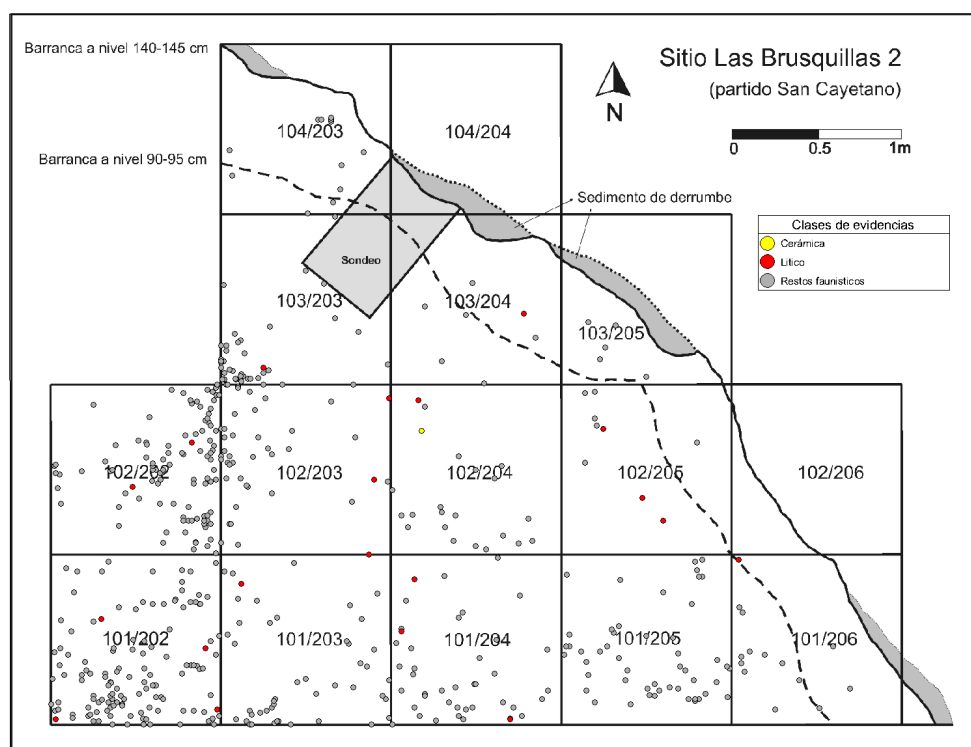 Barranca a nivel 140-145 cm
Sitio Las Brusquillas 2
(partido San Cayetano)
N
104/203
104/204
0 0.5 1m
Barranca a nivel 90-95 cm
Sedimento de derrumbe
Clases de evidencias
Cerámica
Lítico
Restos faunisticos
Sondeo
103/203
103/204
103/205
102/202
102/203
102/204
102/205
102/206
101/202
101/203
101/204
101/205
101/206